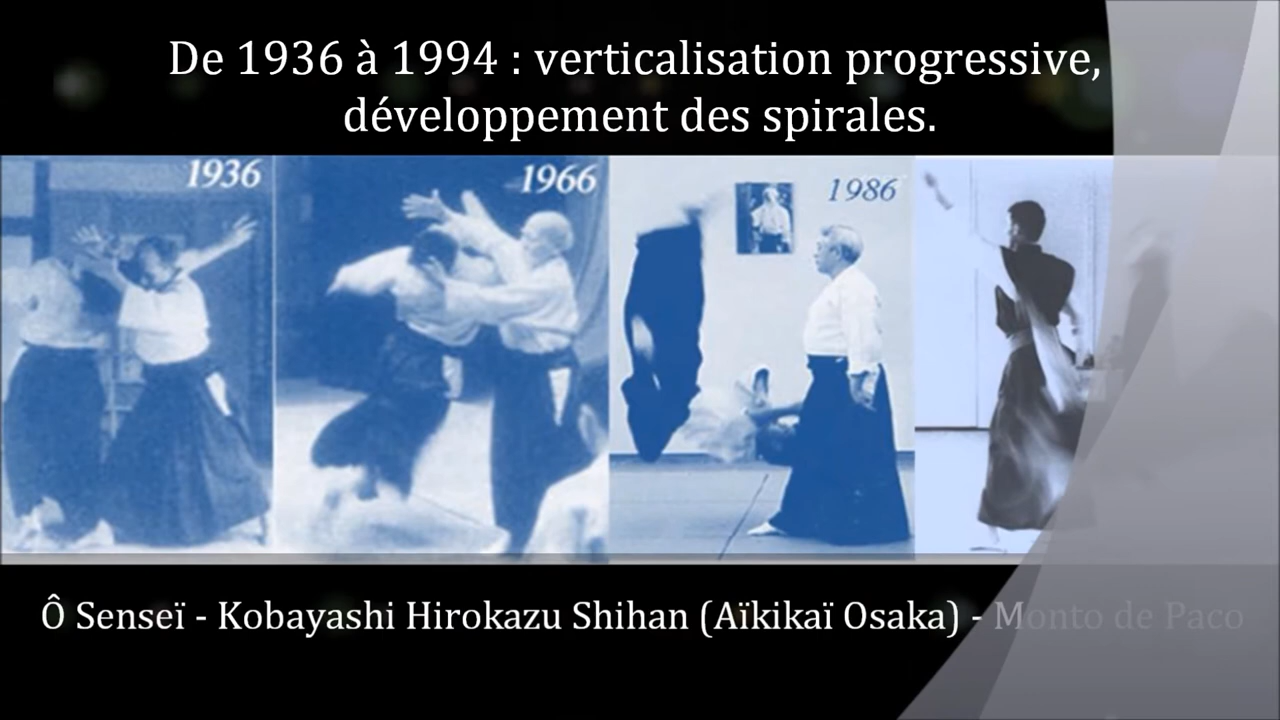 De 1936 à 1994 : verticalisation progressive,
développement des spirales.
1936
1966
1986
Ô Senseï - Kobayashi Hirokazu Shihan (Aïkikaï Osaka) - Monto de Paco